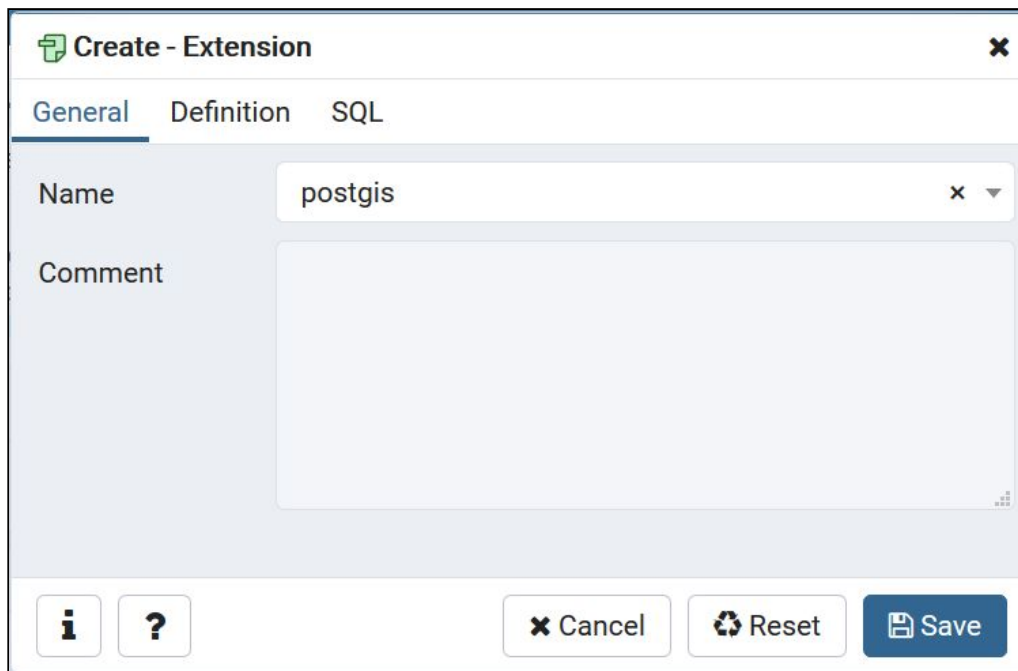 Create - Extension
General Definition SQL
Name postgis
Comment
i ? Cancel Reset Save